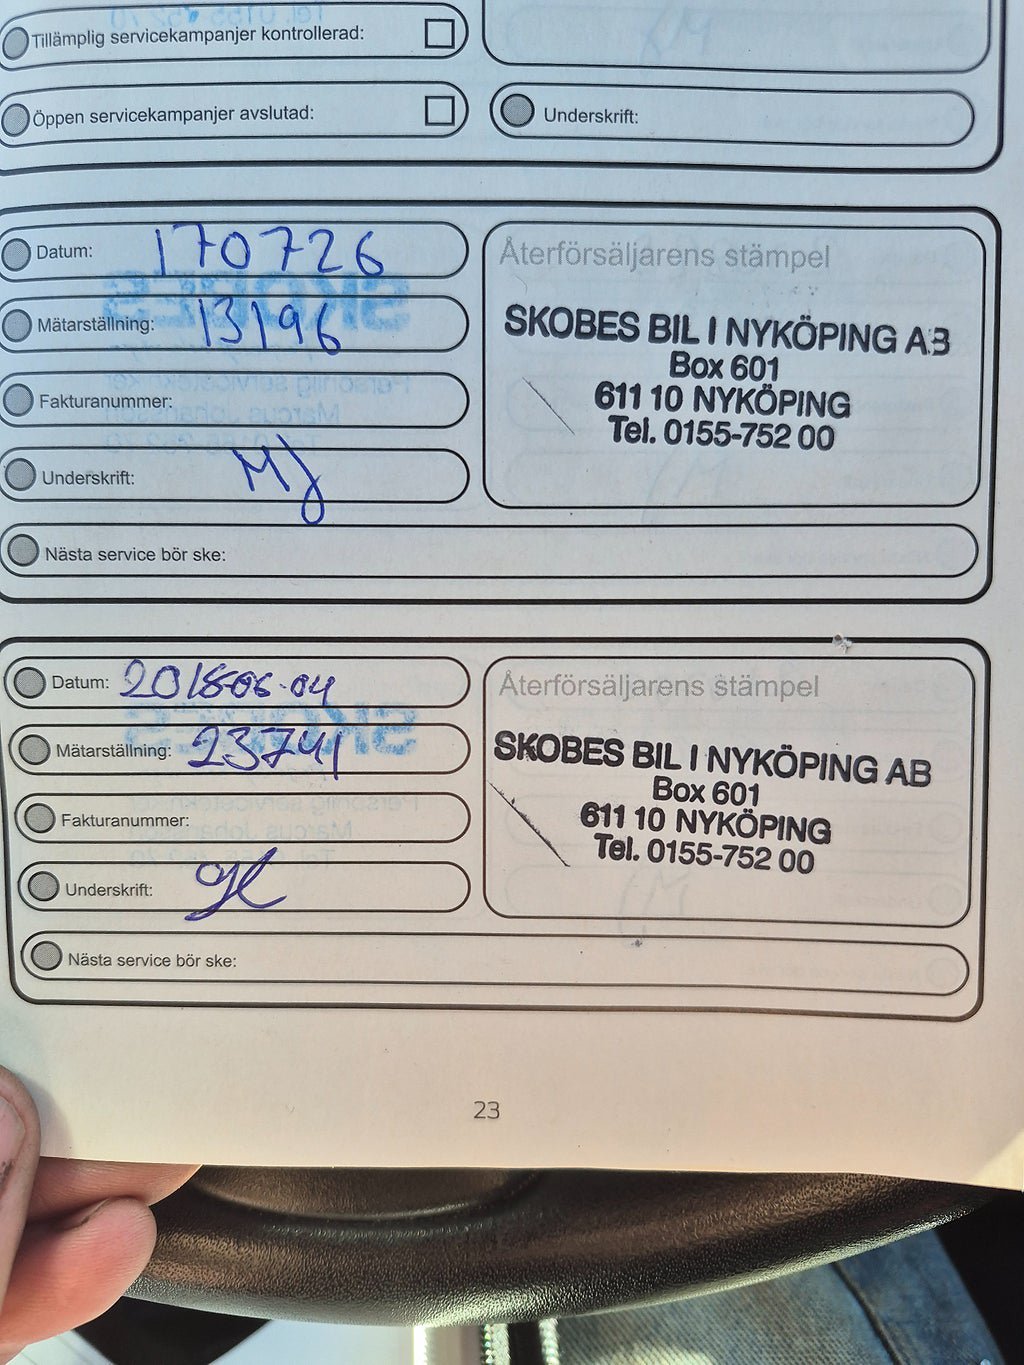 Tillämplig servicekampanjer kontrollerad:
Öppen servicekampanjer avslutad:
Underskrift:
Datum: 170726
Mätarställning: 13196
Fakturanummer:
Underskrift: MJ
Återförsäljarens stämpel
SKOBES BIL I NYKÖPING AB
Box 601
611 10 NYKÖPING
Tel. 0155-752 00
Nästa service bör ske:
Datum: 2018-06-04
Mätarställning: 23741
Fakturanummer:
Underskrift:
Återförsäljarens stämpel
SKOBES BIL I NYKÖPING AB
Box 601
611 10 NYKÖPING
Tel. 0155-752 00
Nästa service bör ske:
23